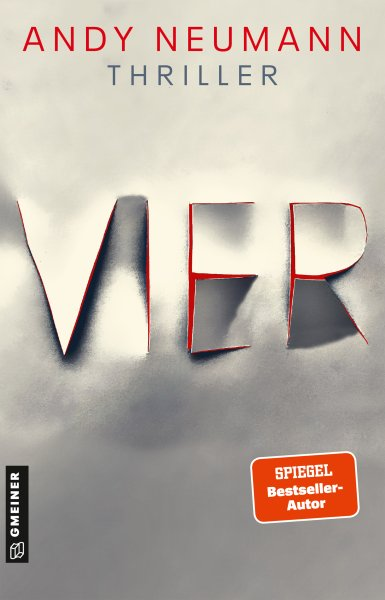 ANDY NEUMANN
THRILLER
VIER
SPIEGEL
Bestseller-
Autor
GMEINER